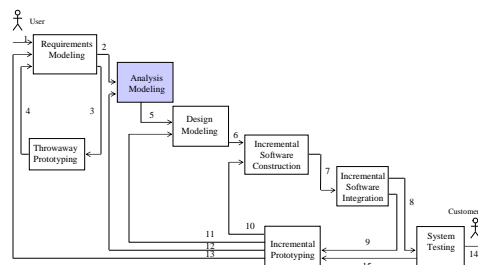 User
1
Requirements
Modeling
2
Analysis
Modeling
4
3
5
Throwaway
Prototyping
Design
Modeling
6
Incremental
Software
Construction
7
Incremental
Software
Integration
8
Customer
10
11
12
13
9
Incremental
Prototyping
System
Testing
14
15